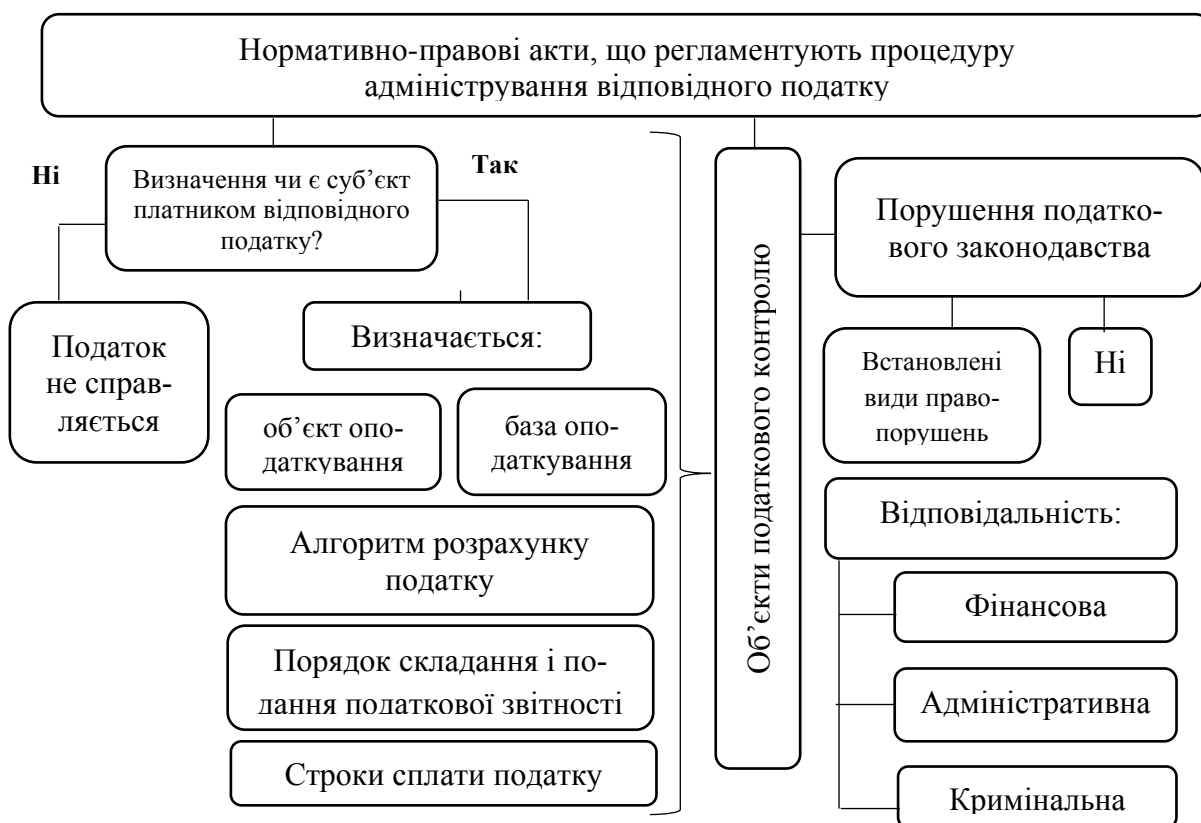 Нормативно-правові акти, що регламентують процедуру
адміністрування відповідного податку
Ні
Визначення чи є суб’єкт
платником відповідного
податку?
Так
Податок
не справ-
ляється
Визначається:
об’єкт опо-
даткування
база опо-
даткування
Алгоритм розрахунку
податку
Порядок складання і по-
дання податкової звітності
Строки сплати податку
Об’єкти податкового контролю
Порушення податко-
вого законодавства
Встановлені
види право-
порушень
Ні
Відповідальність:
Фінансова
Адміністративна
Кримінальна